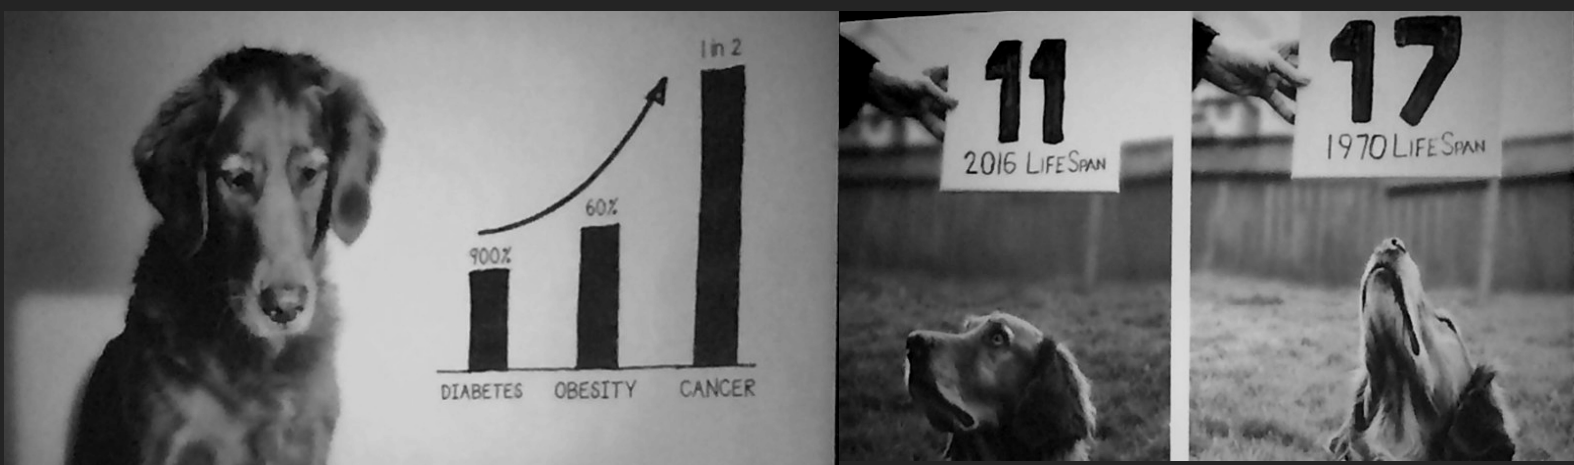 1 in 2
60%
900%
DIABETES OBESITY CANCER
11
2016 LIFESPAN
17
1970 LIFESPAN